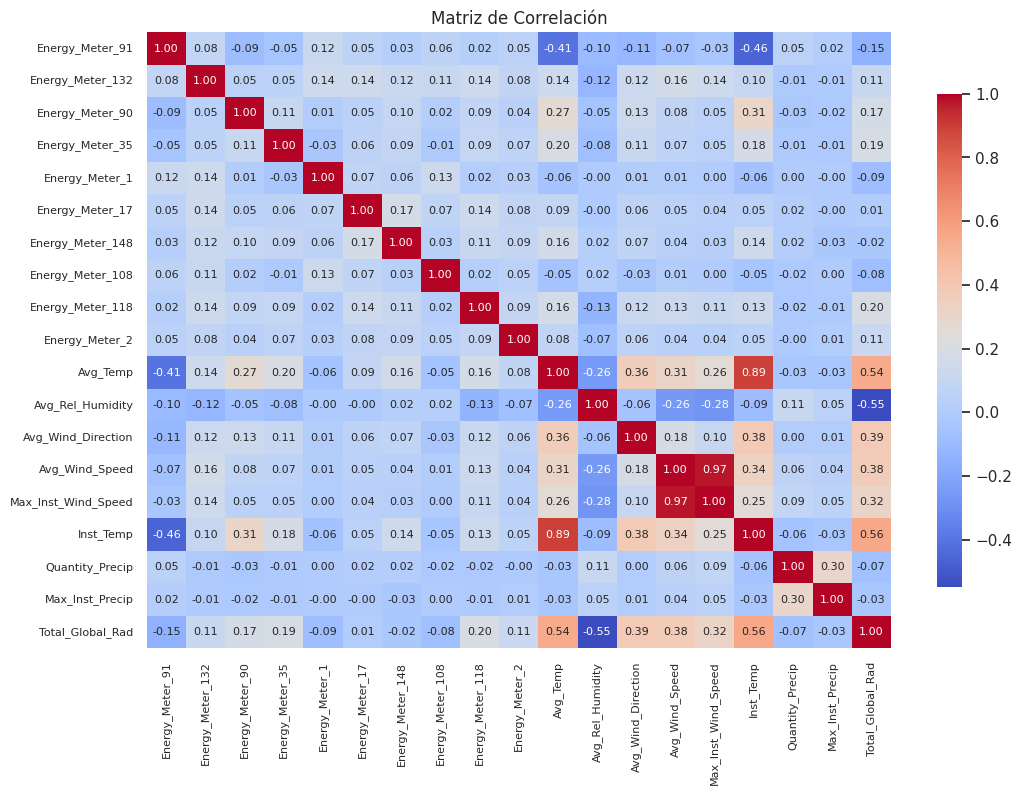 Matriz de Correlación
Energy_Meter_91 1.00 0.08 -0.09 -0.05 0.12 0.05 0.03 0.06 0.02 0.05 -0.41 -0.10 -0.11 -0.07 -0.03 -0.46 0.05 0.02 -0.15
Energy_Meter_132 0.08 1.00 0.05 0.05 0.14 0.14 0.12 0.11 0.14 0.08 0.14 -0.12 0.12 0.16 0.14 0.10 -0.01 -0.01 0.11
Energy_Meter_90 -0.09 0.05 1.00 0.11 0.01 0.05 0.10 0.02 0.09 0.04 0.27 -0.05 0.13 0.08 0.05 0.31 -0.03 -0.02 0.17
Energy_Meter_35 -0.05 0.05 0.11 1.00 -0.03 0.06 0.09 -0.01 0.09 0.07 0.20 -0.08 0.11 0.07 0.05 0.18 -0.01 -0.01 0.19
Energy_Meter_1 0.12 0.14 0.01 -0.03 1.00 0.07 0.06 0.13 0.02 0.03 -0.06 -0.00 0.01 0.01 0.00 -0.06 0.00 -0.00 -0.09
Energy_Meter_17 0.05 0.14 0.05 0.06 0.07 1.00 0.17 0.07 0.14 0.08 0.09 -0.00 0.06 0.05 0.04 0.05 0.02 -0.00 0.01
Energy_Meter_148 0.03 0.12 0.10 0.09 0.06 0.17 1.00 0.03 0.11 0.09 0.16 0.02 0.07 0.04 0.03 0.14 0.02 -0.03 -0.02
Energy_Meter_108 0.06 0.11 0.02 -0.01 0.13 0.07 0.03 1.00 0.02 0.05 -0.05 0.02 -0.03 0.01 0.00 -0.05 -0.02 0.00 -0.08
Energy_Meter_118 0.02 0.14 0.09 0.09 0.02 0.14 0.11 0.02 1.00 0.09 0.16 -0.13 0.12 0.13 0.11 0.13 -0.02 0.01 0.20
Energy_Meter_2 0.05 0.08 0.04 0.07 0.03 0.08 0.09 0.05 0.09 1.00 0.08 -0.07 0.06 0.04 0.04 0.05 -0.00 0.01 0.11
Avg_Temp -0.41 0.14 0.27 0.20 -0.06 0.09 0.16 -0.05 0.16 0.08 1.00 -0.26 0.36 0.31 0.26 0.89 -0.03 -0.03 0.54
Avg_Rel_Humidity -0.10 -0.12 -0.05 -0.08 -0.00 -0.00 0.02 0.02 -0.13 -0.07 -0.26 1.00 -0.06 -0.26 -0.28 -0.09 0.11 0.05 -0.55
Avg_Wind_Direction -0.11 0.12 0.13 0.11 0.01 0.06 0.07 -0.03 0.12 0.06 0.36 -0.06 1.00 0.18 0.10 0.38 0.00 0.01 0.39
Avg_Wind_Speed -0.07 0.16 0.08 0.07 0.01 0.05 0.04 0.01 0.13 0.04 0.31 -0.26 0.18 1.00 0.97 0.34 0.06 0.04 0.38
Max_Inst_Wind_Speed -0.03 0.14 0.05 0.05 0.00 0.04 0.03 0.00 0.11 0.04 0.26 -0.28 0.10 0.97 1.00 0.25 0.09 0.05 0.32
Inst_Temp -0.46 0.10 0.31 0.18 -0.06 0.05 0.14 -0.05 0.13 0.05 0.89 -0.09 0.38 0.34 0.25 1.00 -0.06 -0.03 0.56
Quantity_Precip 0.05 -0.01 -0.03 -0.01 0.00 0.02 0.02 -0.02 -0.02 -0.00 -0.03 0.11 0.00 0.06 0.09 -0.06 1.00 0.30 -0.07
Max_Inst_Precip 0.02 -0.01 -0.02 -0.01 -0.00 -0.00 -0.03 0.00 -0.01 0.01 -0.03 0.05 0.01 0.04 0.05 -0.03 0.30 1.00 -0.03
Total_Global_Rad -0.15 0.11 0.17 0.19 -0.09 0.01 -0.02 -0.08 0.20 0.11 0.54 -0.55 0.39 0.38 0.32 0.56 -0.07 -0.03 1.00
Energy_Meter_91
Energy_Meter_132
Energy_Meter_90
Energy_Meter_35
Energy_Meter_1
Energy_Meter_17
Energy_Meter_148
Energy_Meter_108
Energy_Meter_118
Energy_Meter_2
Avg_Temp
Avg_Rel_Humidity
Avg_Wind_Direction
Avg_Wind_Speed
Max_Inst_Wind_Speed
Inst_Temp
Quantity_Precip
Max_Inst_Precip
Total_Global_Rad
1.0
0.8
0.6
0.4
0.2
0.0
−0.2
−0.4